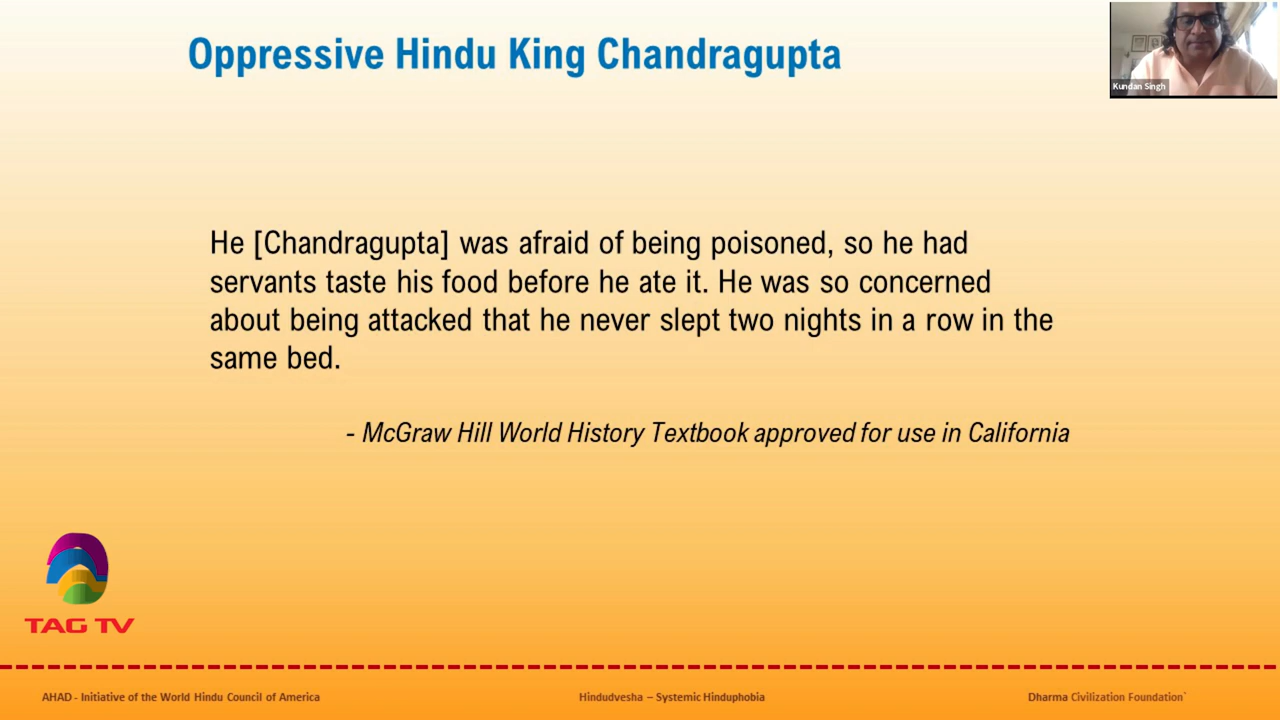 Oppressive Hindu King Chandragupta
Kundan Singh
He [Chandragupta] was afraid of being poisoned, so he had
servants taste his food before he ate it. He was so concerned
about being attacked that he never slept two nights in a row in the
same bed.
- McGraw Hill World History Textbook approved for use in California
TAG TV
AHAD - Initiative of the World Hindu Council of America
Hindudvesha – Systemic Hinduphobia
Dharma Civilization Foundation`